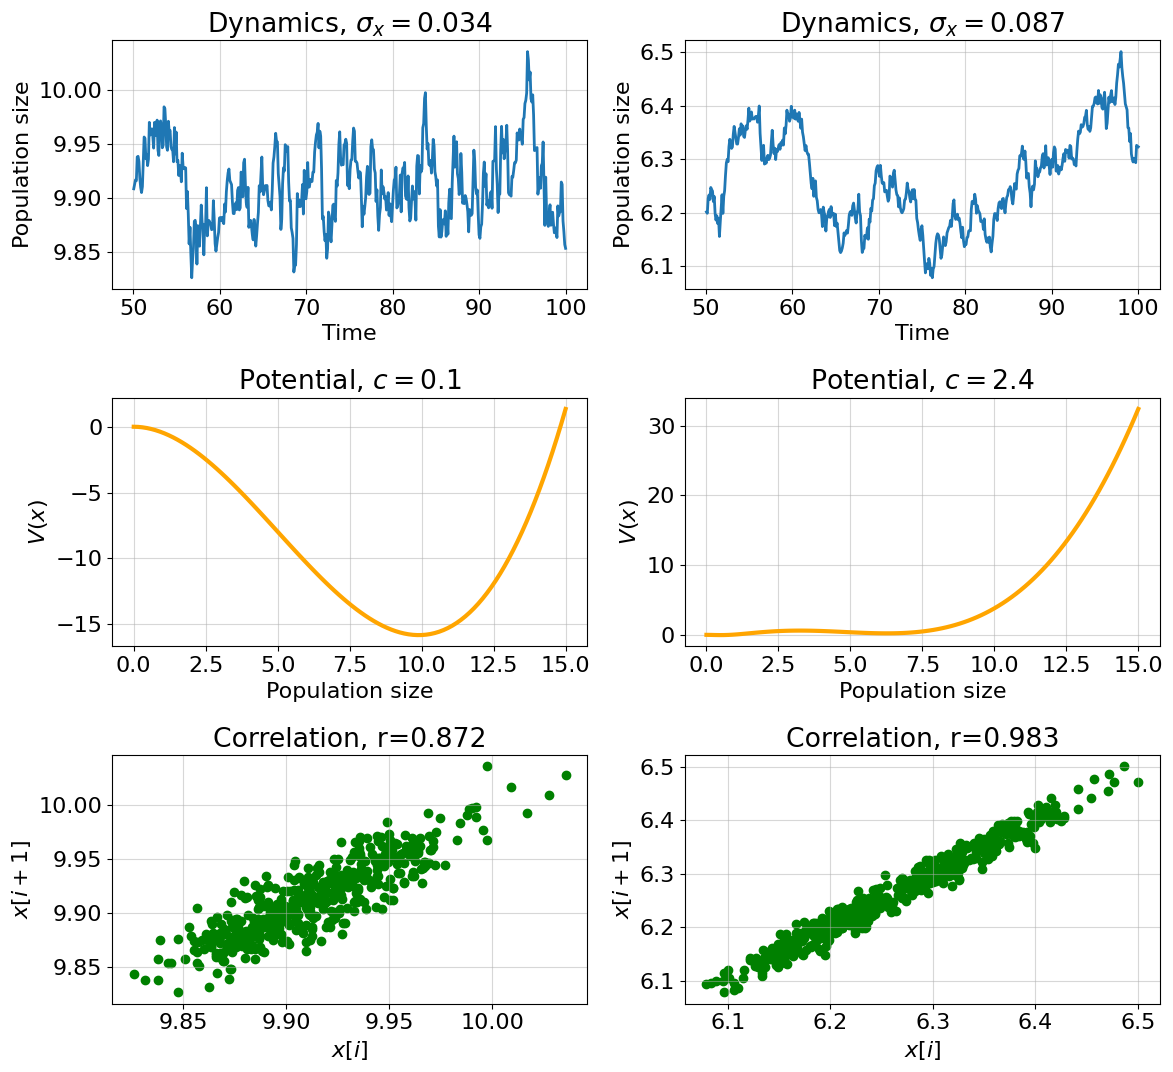 Dynamics, σx = 0.034
Population size
10.00
9.95
9.90
9.85
50 60 70 80 90 100
Time
Dynamics, σx = 0.087
Population size
6.5
6.4
6.3
6.2
6.1
50 60 70 80 90 100
Time
Potential, c = 0.1
V(x)
0
−5
−10
−15
0.0 2.5 5.0 7.5 10.0 12.5 15.0
Population size
Potential, c = 2.4
V(x)
30
20
10
0
0.0 2.5 5.0 7.5 10.0 12.5 15.0
Population size
Correlation, r=0.872
x[i + 1]
10.00
9.95
9.90
9.85
9.85 9.90 9.95 10.00
x[i]
Correlation, r=0.983
x[i + 1]
6.5
6.4
6.3
6.2
6.1
6.1 6.2 6.3 6.4 6.5
x[i]